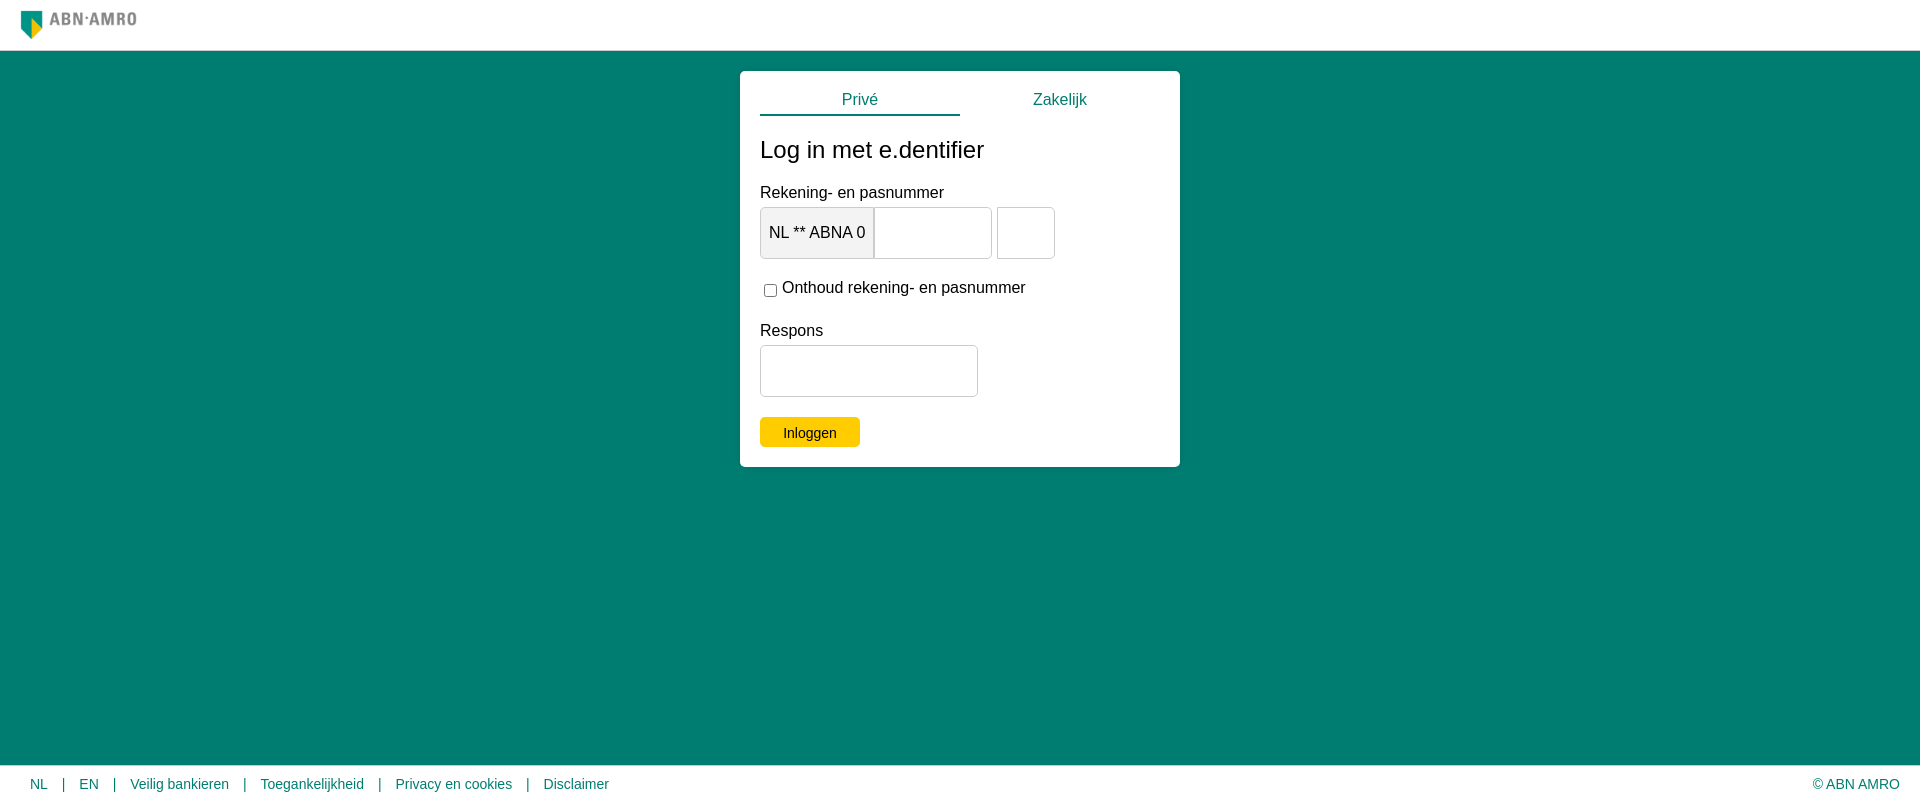 ABN·AMRO
Privé
Zakelijk
Log in met e.dentifier
Rekening- en pasnummer
NL ** ABNA 0
Onthoud rekening- en pasnummer
Respons
Inloggen
NL | EN | Veilig bankieren | Toegankelijkheid | Privacy en cookies | Disclaimer
© ABN AMRO